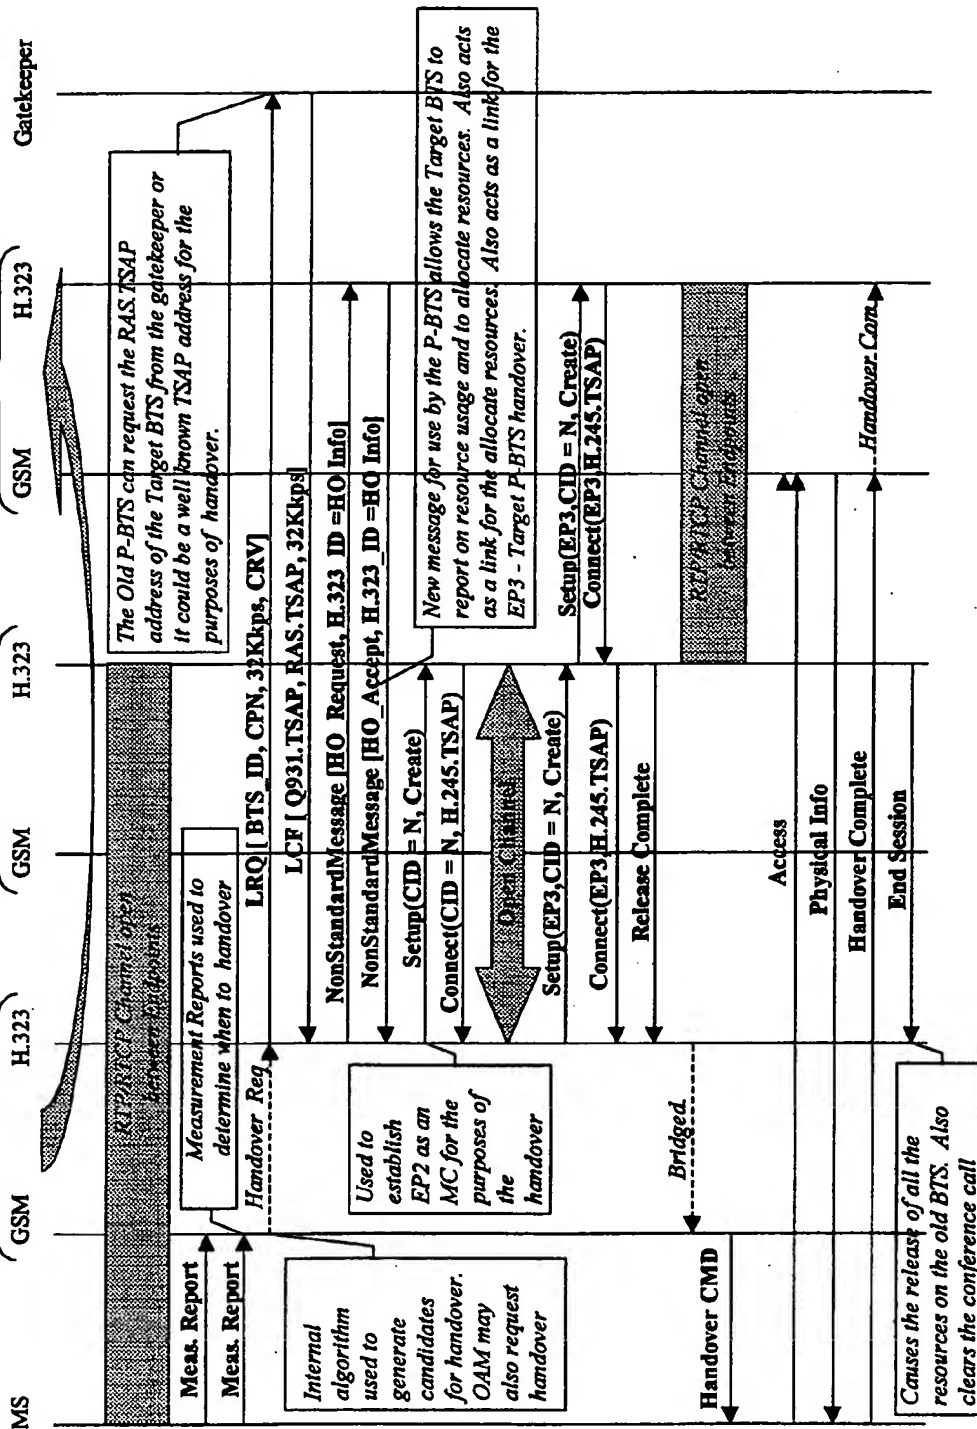 MS
GSM
H.323
GSM
H.323
GSM
H.323
Gatekeeper
RTP/RTCP Channel open
between Endpoints
The Old P-BTS can request the RAS.TSAP
address of the Target BTS from the gatekeeper or
it could be a well known TSAP address for the
purposes of handover.
Meas. Report
Meas. Report
Measurement Reports used to
determine when to handover
Handover Req
LRQ [ BTS_ID, CPN, 32Kkps, CRV]
LCF [ Q931.TSAP, RAS.TSAP, 32Kkps]
Internal
algorithm
used to
generate
candidates
for handover.
OAM may
also request
handover
NonStandardMessage [HO_Request, H.323_ID =HO Info]
NonStandardMessage [HO_Accept, H.323_ID =HO Info]
Used to
establish
EP2 as an
MC for the
purposes of
the
handover
Setup(CID = N, Create)
Connect(CID = N, H.245.TSAP)
New message for use by the P-BTS allows the Target BTS to
report on resource usage and to allocate resources. Also acts
as a link for the allocate resources. Also acts as a link for the
EP3 - Target P-BTS handover.
Open Channel
Setup(EP3,CID = N, Create)
Setup(EP3,CID = N, Create)
Connect(EP3,H.245.TSAP)
Connect(EP3,H.245.TSAP)
Release Complete
Bridged
RTP/RTCP Channel open
between Endpoints
Handover CMD
Access
Physical Info
Handover Complete
Handover Com
End Session
Causes the release of all the
resources on the old BTS. Also
clears the conference call